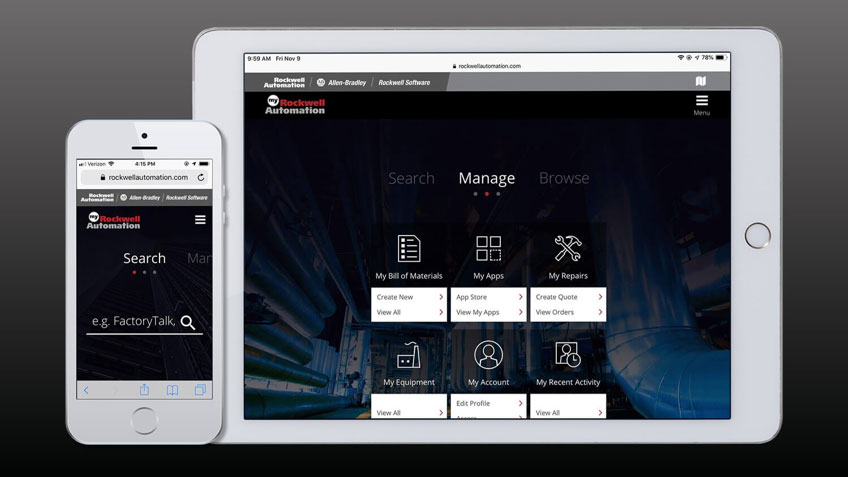 9:59 AM Fri Nov 9
78%
rockwellautomation.com
Rockwell Automation | AB Allen-Bradley | Rockwell Software
my Rockwell Automation
Menu
Search Manage Browse
My Bill of Materials
Create New
View All
My Apps
App Store
View My Apps
My Repairs
Create Quote
View Orders
My Equipment
View All
My Account
Edit Profile
My Recent Activity
View All
Verizon 4:15 PM
rockwellautomation.com
Rockwell Automation | AB Allen-Bradley | Rockwell Software
my Rockwell Automation
Search Man
e.g. FactoryTalk,